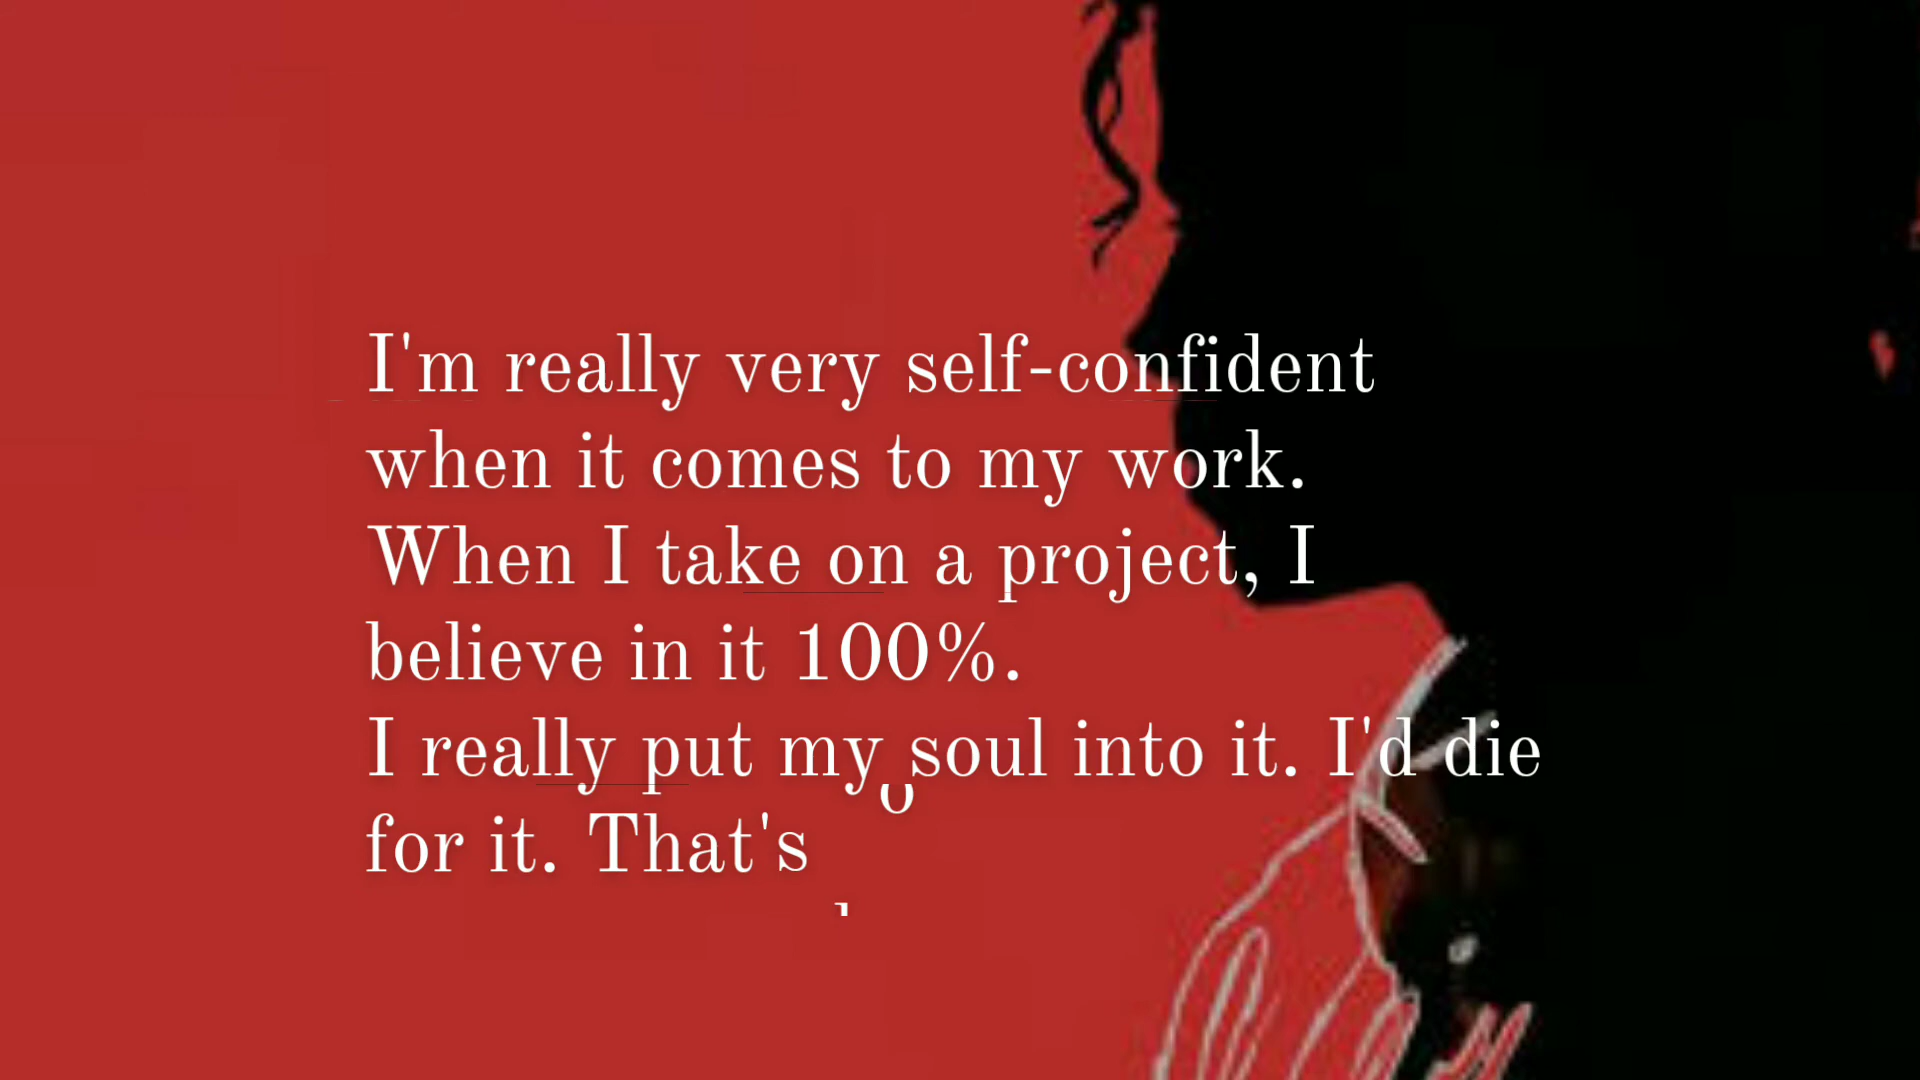 I'm really very self-confident
when it comes to my work.
When I take on a project, I
believe in it 100%.
I really put my soul into it. I'd die
for it. That's